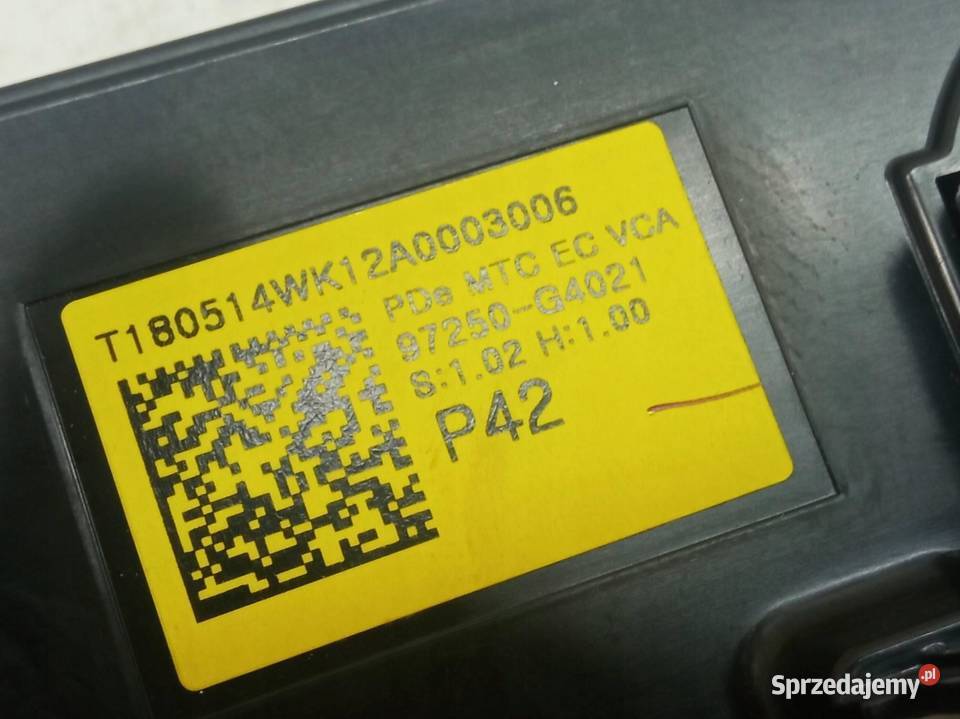 T180514WK12A0003006
PDe MTC EC VCA
97250-G4021
S:1.02 H:1.00
P42
Sprzedajemy.pl